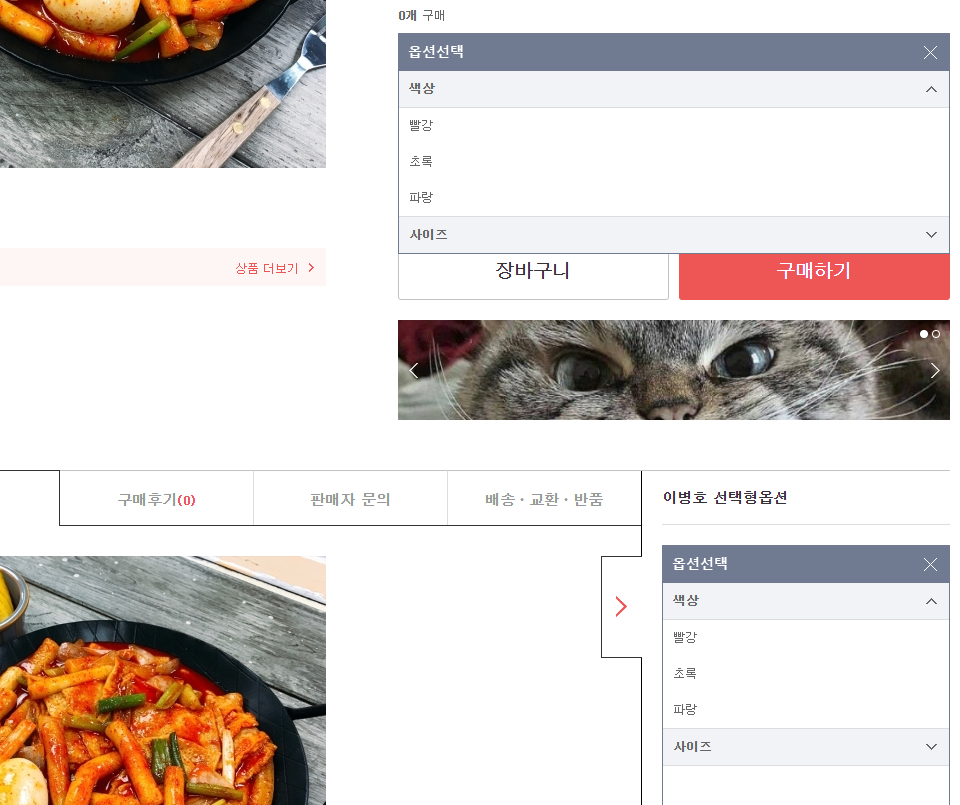 0개 구매
옵션선택
색상
빨강
초록
파랑
사이즈
장바구니
구매하기
상품 더보기
구매후기(0)
판매자 문의
배송 · 교환 · 반품
이병호 선택형옵션
옵션선택
색상
빨강
초록
파랑
사이즈